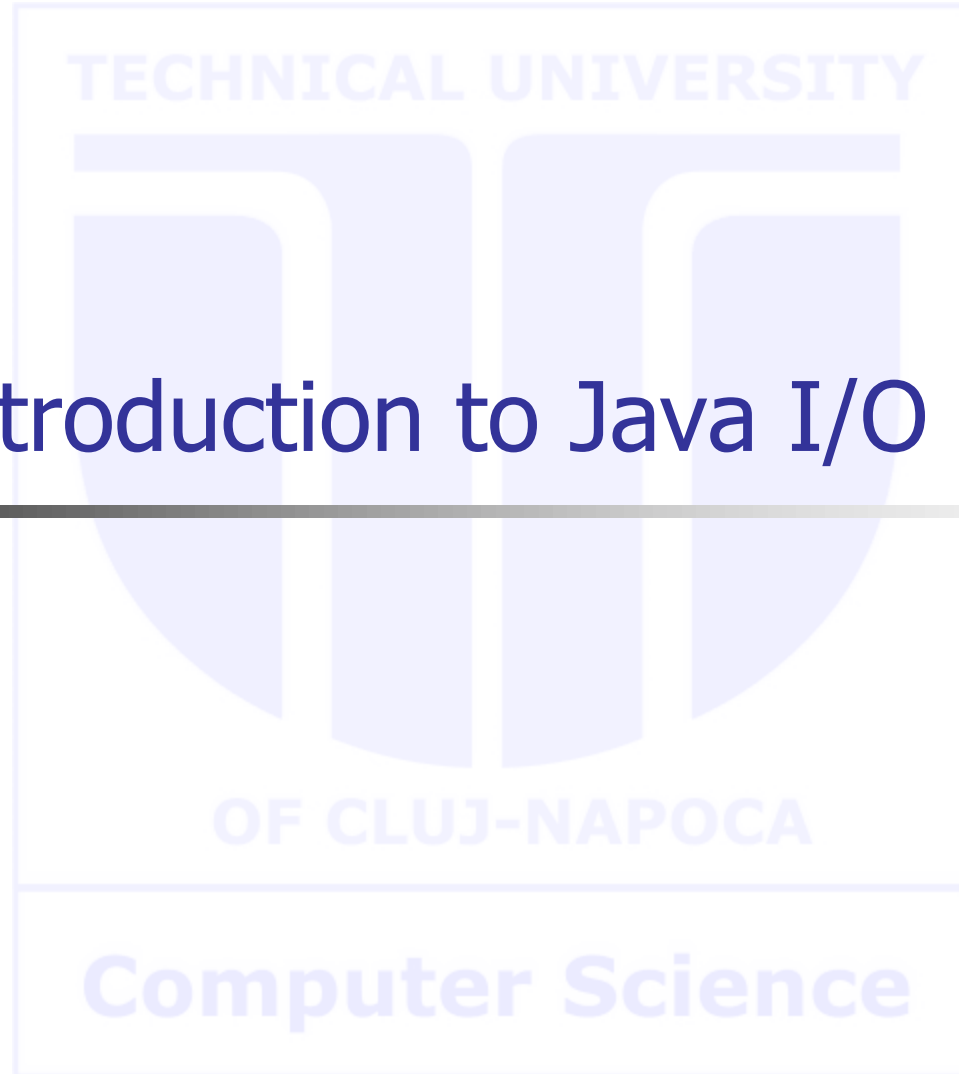 TECHNICAL UNIVERSITY
troduction to Java I/O
OF CLUJ-NAPOCA
Computer Science